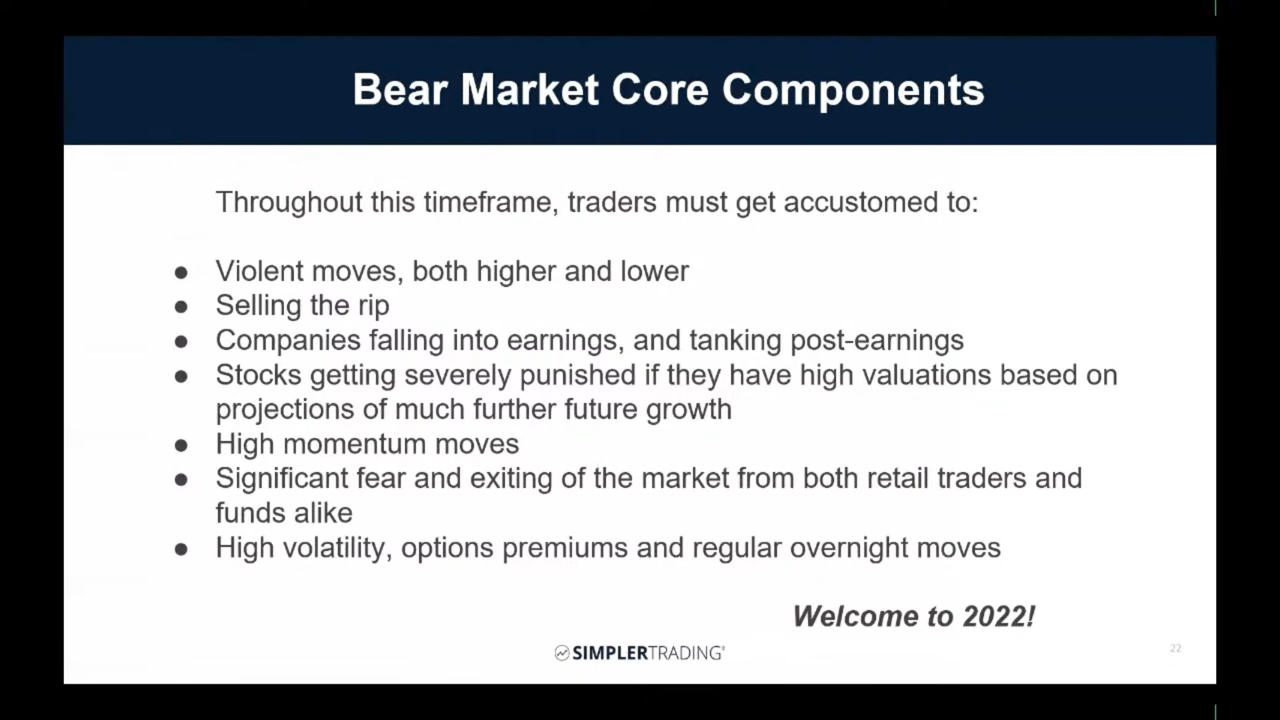 Bear Market Core Components
Throughout this timeframe, traders must get accustomed to:
● Violent moves, both higher and lower
● Selling the rip
● Companies falling into earnings, and tanking post-earnings
● Stocks getting severely punished if they have high valuations based on
projections of much further future growth
● High momentum moves
● Significant fear and exiting of the market from both retail traders and
funds alike
● High volatility, options premiums and regular overnight moves
Welcome to 2022!
SIMPLERTRADING®
22